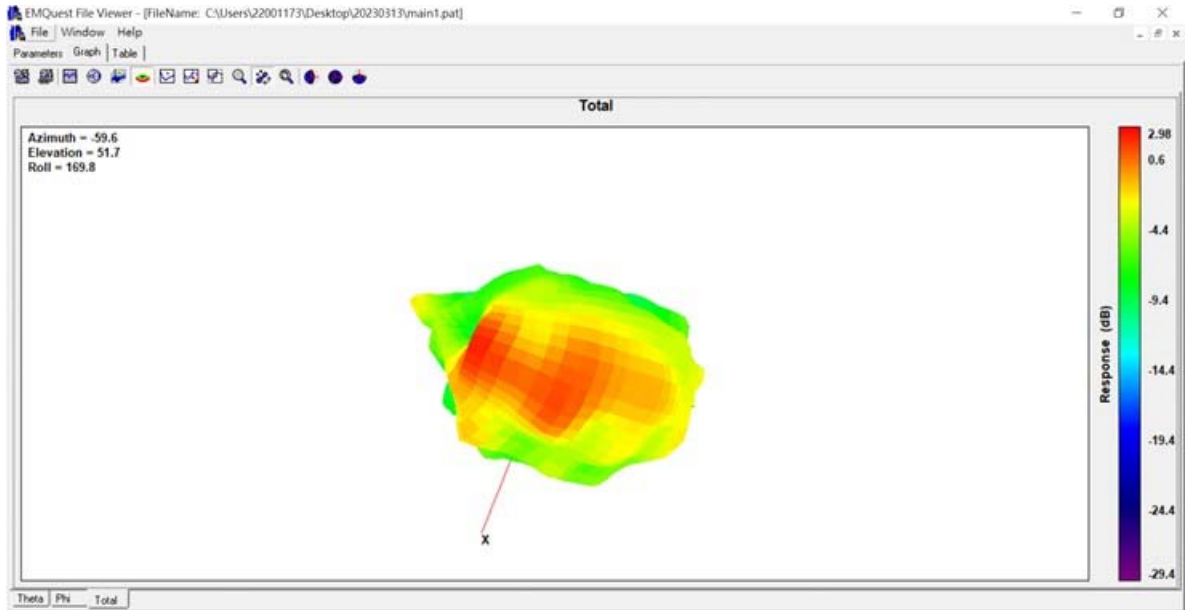 EMQuest File Viewer - [FileName: C:\Users\22001173\Desktop\20230313\main1.pat]
File Window Help
Parameters Graph Table
Total
Azimuth = -59.6
Elevation = 51.7
Roll = 169.8
2.98
0.6
-4.4
-9.4
-14.4
-19.4
-24.4
-29.4
Response (dB)
X
Theta Phi Total